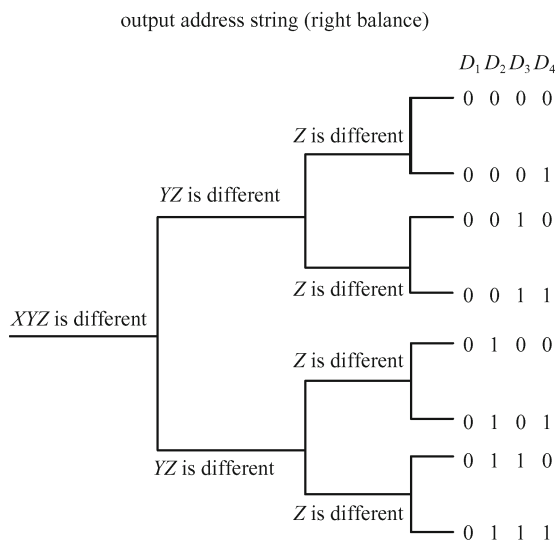 output address string (right balance)
D₁ D₂ D₃ D₄
0 0 0 0
Z is different
0 0 0 1
YZ is different
0 0 1 0
Z is different
0 0 1 1
XYZ is different
0 1 0 0
Z is different
0 1 0 1
YZ is different
0 1 1 0
Z is different
0 1 1 1